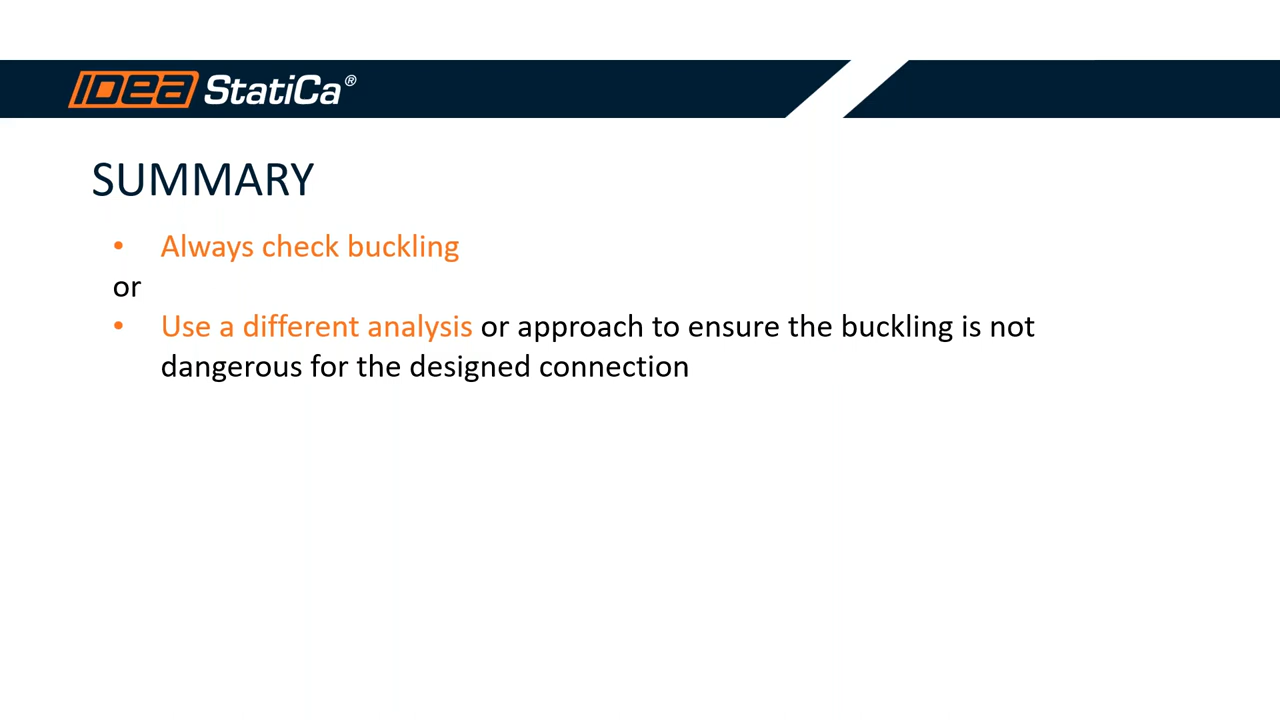 IDEA StatiCa®
SUMMARY
• Always check buckling
or
• Use a different analysis or approach to ensure the buckling is not
dangerous for the designed connection